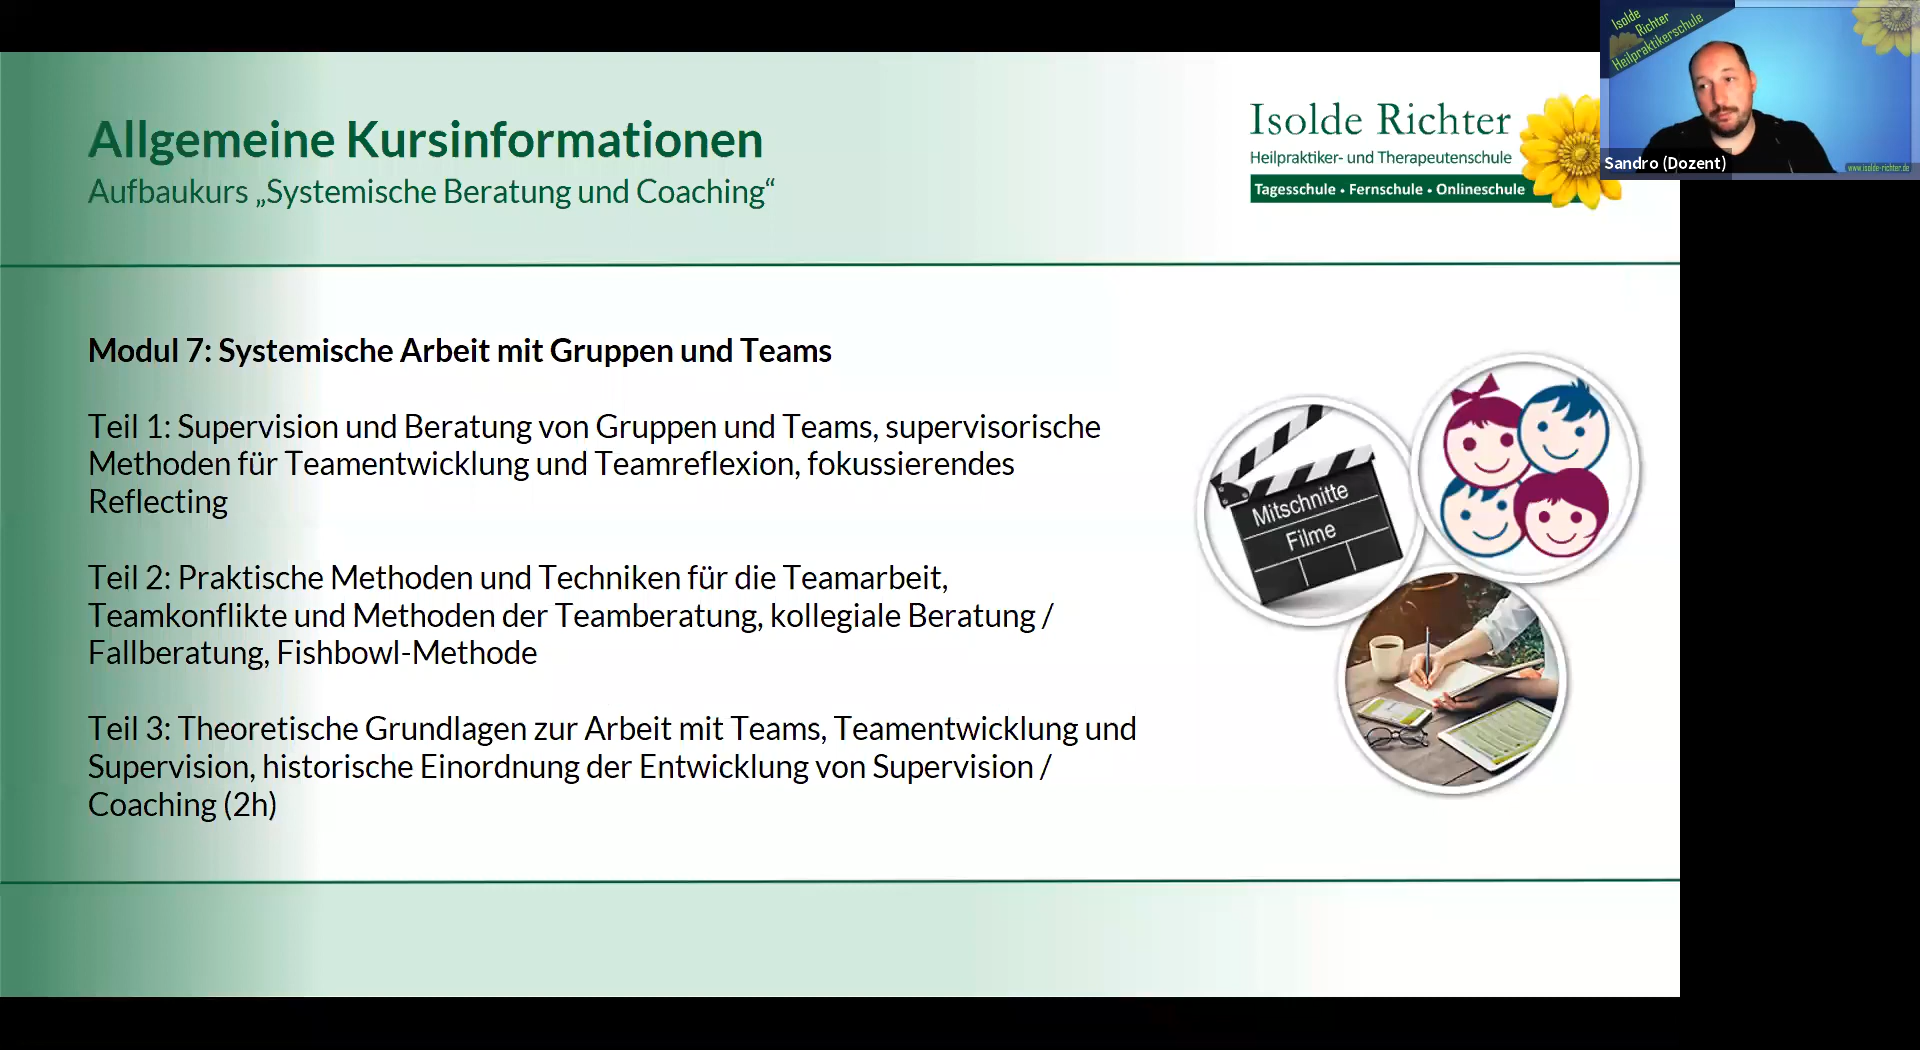 Allgemeine Kursinformationen
Aufbaukurs „Systemische Beratung und Coaching“
Isolde Richter
Heilpraktiker- und Therapeutenschule
Tagesschule • Fernschule • Onlineschule
Isolde
Richter
Heilpraktikerschule
Sandro (Dozent)
www.isolde-richter.de
Modul 7: Systemische Arbeit mit Gruppen und Teams
Teil 1: Supervision und Beratung von Gruppen und Teams, supervisorische
Methoden für Teamentwicklung und Teamreflexion, fokussierendes
Reflecting
Teil 2: Praktische Methoden und Techniken für die Teamarbeit,
Teamkonflikte und Methoden der Teamberatung, kollegiale Beratung /
Fallberatung, Fishbowl-Methode
Teil 3: Theoretische Grundlagen zur Arbeit mit Teams, Teamentwicklung und
Supervision, historische Einordnung der Entwicklung von Supervision /
Coaching (2h)
Mitschnitte
Filme